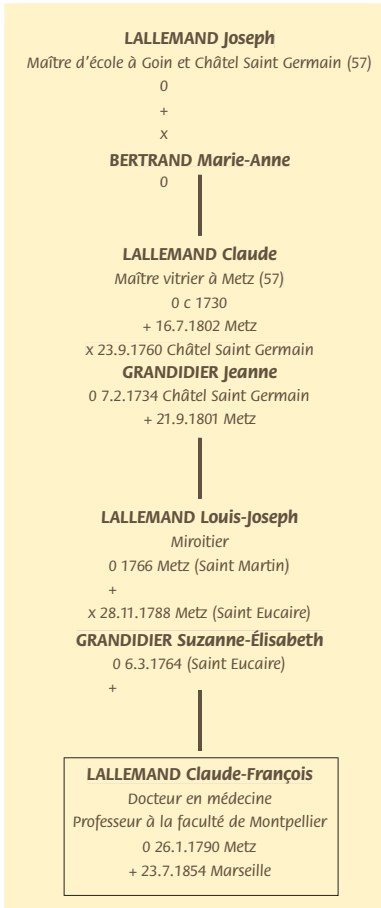 LALLEMAND Joseph
Maître d'école à Goin et Châtel Saint Germain (57)
0
+
x
BERTRAND Marie-Anne
0
LALLEMAND Claude
Maître vitrier à Metz (57)
0 c 1730
+ 16.7.1802 Metz
x 23.9.1760 Châtel Saint Germain
GRANDIDIER Jeanne
0 7.2.1734 Châtel Saint Germain
+ 21.9.1801 Metz
LALLEMAND Louis-Joseph
Miroitier
0 1766 Metz (Saint Martin)
+
x 28.11.1788 Metz (Saint Eucaire)
GRANDIDIER Suzanne-Élisabeth
0 6.3.1764 (Saint Eucaire)
+
LALLEMAND Claude-François
Docteur en médecine
Professeur à la faculté de Montpellier
0 26.1.1790 Metz
+ 23.7.1854 Marseille